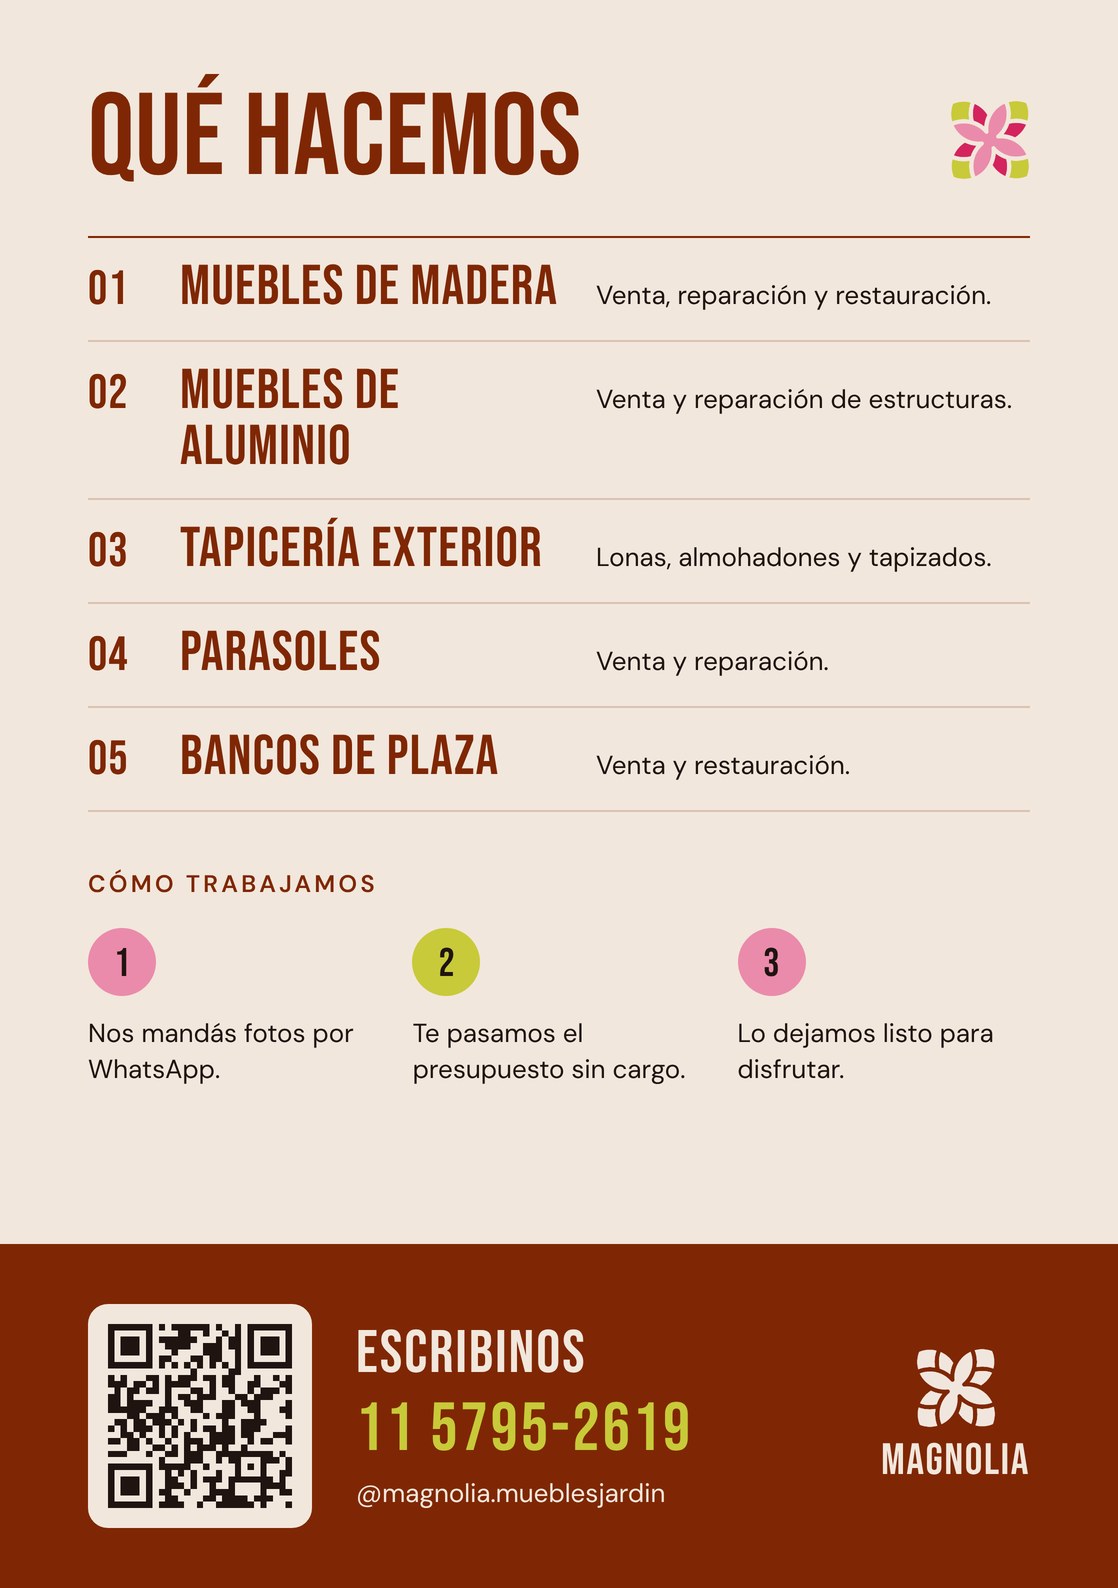 QUÉ HACEMOS
01 MUEBLES DE MADERA Venta, reparación y restauración.
02 MUEBLES DE Venta y reparación de estructuras.
ALUMINIO
03 TAPICERÍA EXTERIOR Lonas, almohadones y tapizados.
04 PARASOLES Venta y reparación.
05 BANCOS DE PLAZA Venta y restauración.
CÓMO TRABAJAMOS
1
Nos mandás fotos por
WhatsApp.
2
Te pasamos el
presupuesto sin cargo.
3
Lo dejamos listo para
disfrutar.
ESCRIBINOS
11 5795-2619
@magnolia.mueblesjardin
MAGNOLIA